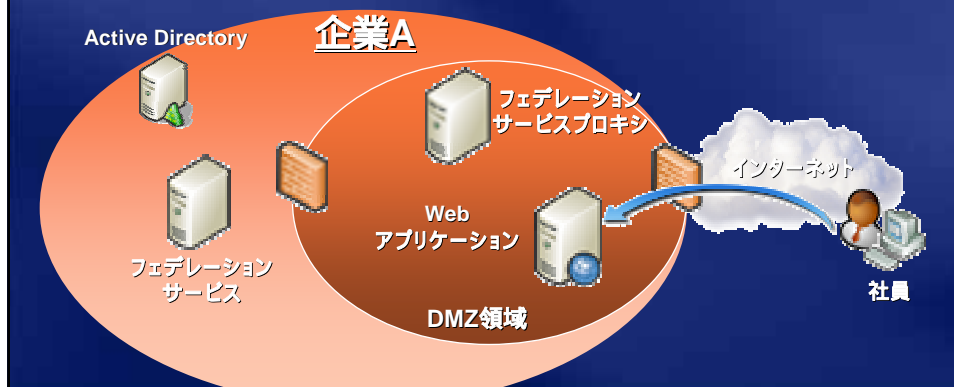 企業A
Active Directory
フェデレーション
サービスプロキシ
インターネット
Web
アプリケーション
フェデレーション
サービス
社員
DMZ領域